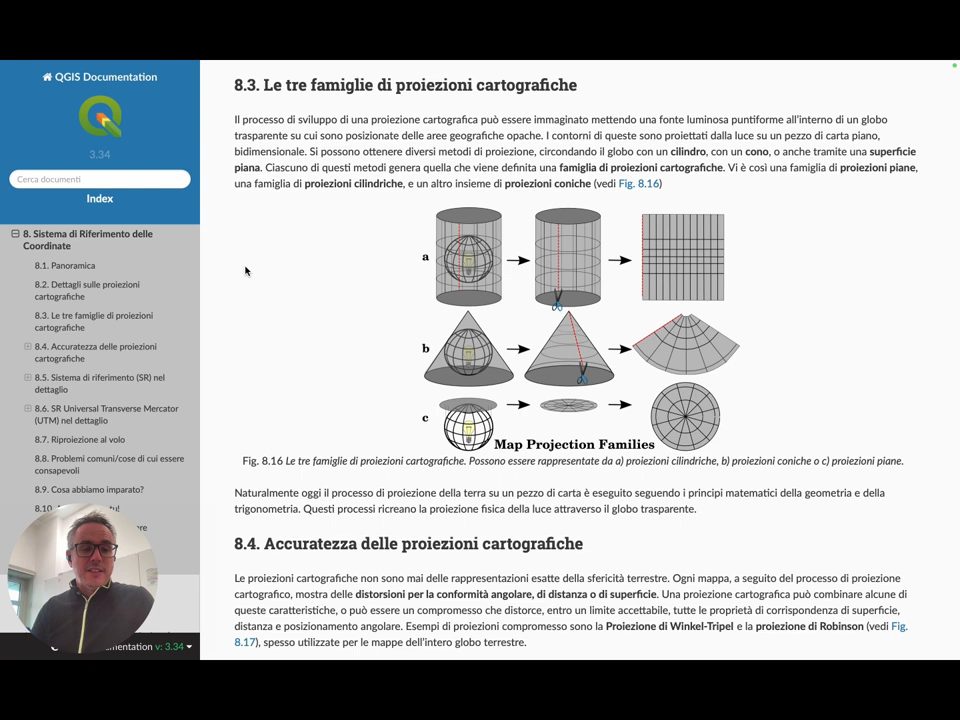 QGIS Documentation
3.34
Cerca documenti
Index
8. Sistema di Riferimento delle
Coordinate
8.1. Panoramica
8.2. Dettagli sulle proiezioni
cartografiche
8.3. Le tre famiglie di proiezioni
cartografiche
8.4. Accuratezza delle proiezioni
cartografiche
8.5. Sistema di riferimento (SR) nel
dettaglio
8.6. SR Universal Transverse Mercator
(UTM) nel dettaglio
8.7. Riproiezione al volo
8.8. Problemi comuni/cose di cui essere
consapevoli
8.9. Cosa abbiamo imparato?
8.10.
v: 3.34
8.3. Le tre famiglie di proiezioni cartografiche
Il processo di sviluppo di una proiezione cartografica può essere immaginato mettendo una fonte luminosa puntiforme all'interno di un globo
trasparente su cui sono posizionate delle aree geografiche opache. I contorni di queste sono proiettati dalla luce su un pezzo di carta piano,
bidimensionale. Si possono ottenere diversi metodi di proiezione, circondando il globo con un cilindro, con un cono, o anche tramite una superficie
piana. Ciascuno di questi metodi genera quella che viene definita una famiglia di proiezioni cartografiche. Vi è così una famiglia di proiezioni piane,
una famiglia di proiezioni cilindriche, e un altro insieme di proiezioni coniche (vedi Fig. 8.16)
a
b
c
Map Projection Families
Fig. 8.16 Le tre famiglie di proiezioni cartografiche. Possono essere rappresentate da a) proiezioni cilindriche, b) proiezioni coniche o c) proiezioni piane.
Naturalmente oggi il processo di proiezione della terra su un pezzo di carta è eseguito seguendo i principi matematici della geometria e della
trigonometria. Questi processi ricreano la proiezione fisica della luce attraverso il globo trasparente.
8.4. Accuratezza delle proiezioni cartografiche
Le proiezioni cartografiche non sono mai delle rappresentazioni esatte della sfericità terrestre. Ogni mappa, a seguito del processo di proiezione
cartografico, mostra delle distorsioni per la conformità angolare, di distanza o di superficie. Una proiezione cartografica può combinare alcune di
queste caratteristiche, o può essere un compromesso che distorce, entro un limite accettabile, tutte le proprietà di corrispondenza di superficie,
distanza e posizionamento angolare. Esempi di proiezioni compromesso sono la Proiezione di Winkel-Tripel e la proiezione di Robinson (vedi Fig.
8.17), spesso utilizzate per le mappe dell'intero globo terrestre.